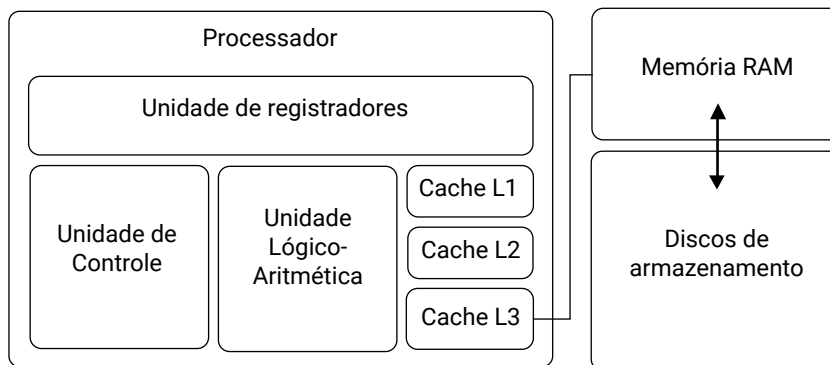 Processador
Unidade de registradores
Unidade de
Controle
Unidade
Lógico-
Aritmética
Cache L1
Cache L2
Cache L3
Memória RAM
Discos de
armazenamento